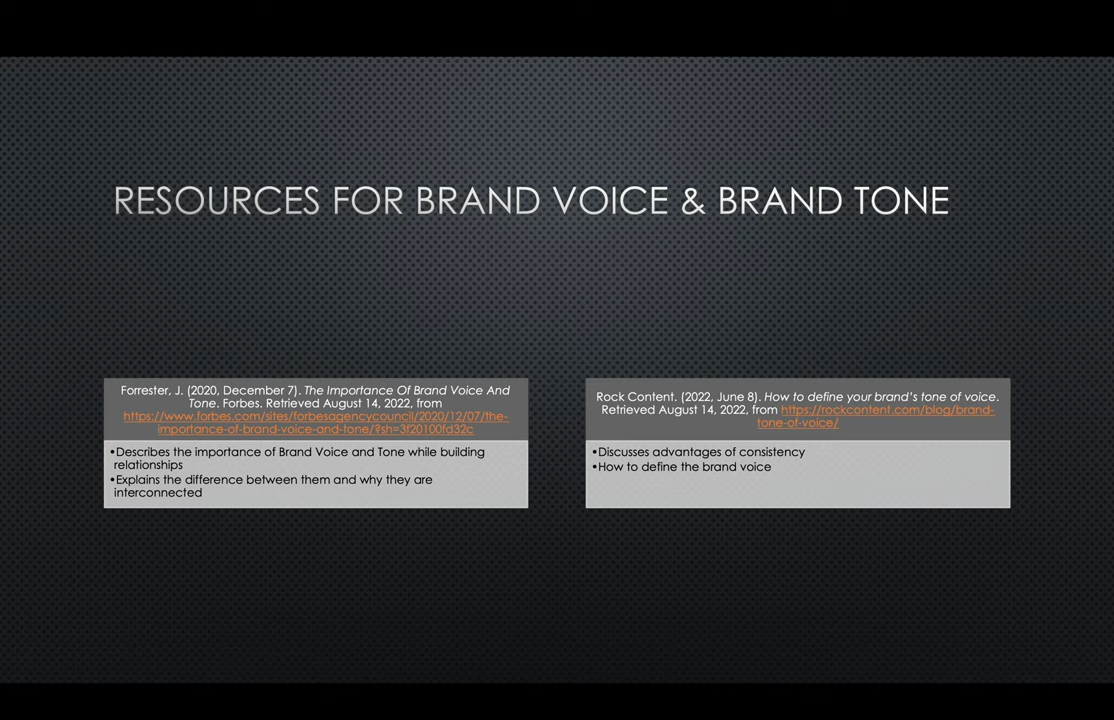 RESOURCES FOR BRAND VOICE & BRAND TONE
Forrester, J. (2020, December 7). The Importance Of Brand Voice And
Tone. Forbes. Retrieved August 14, 2022, from
https://www.forbes.com/sites/forbesagencycouncil/2020/12/07/the-
importance-of-brand-voice-and-tone/?sh=3f20100fd32c
•Describes the importance of Brand Voice and Tone while building
relationships
•Explains the difference between them and why they are
interconnected
Rock Content. (2022, June 8). How to define your brand’s tone of voice.
Retrieved August 14, 2022, from https://rockcontent.com/blog/brand-
tone-of-voice/
•Discusses advantages of consistency
•How to define the brand voice